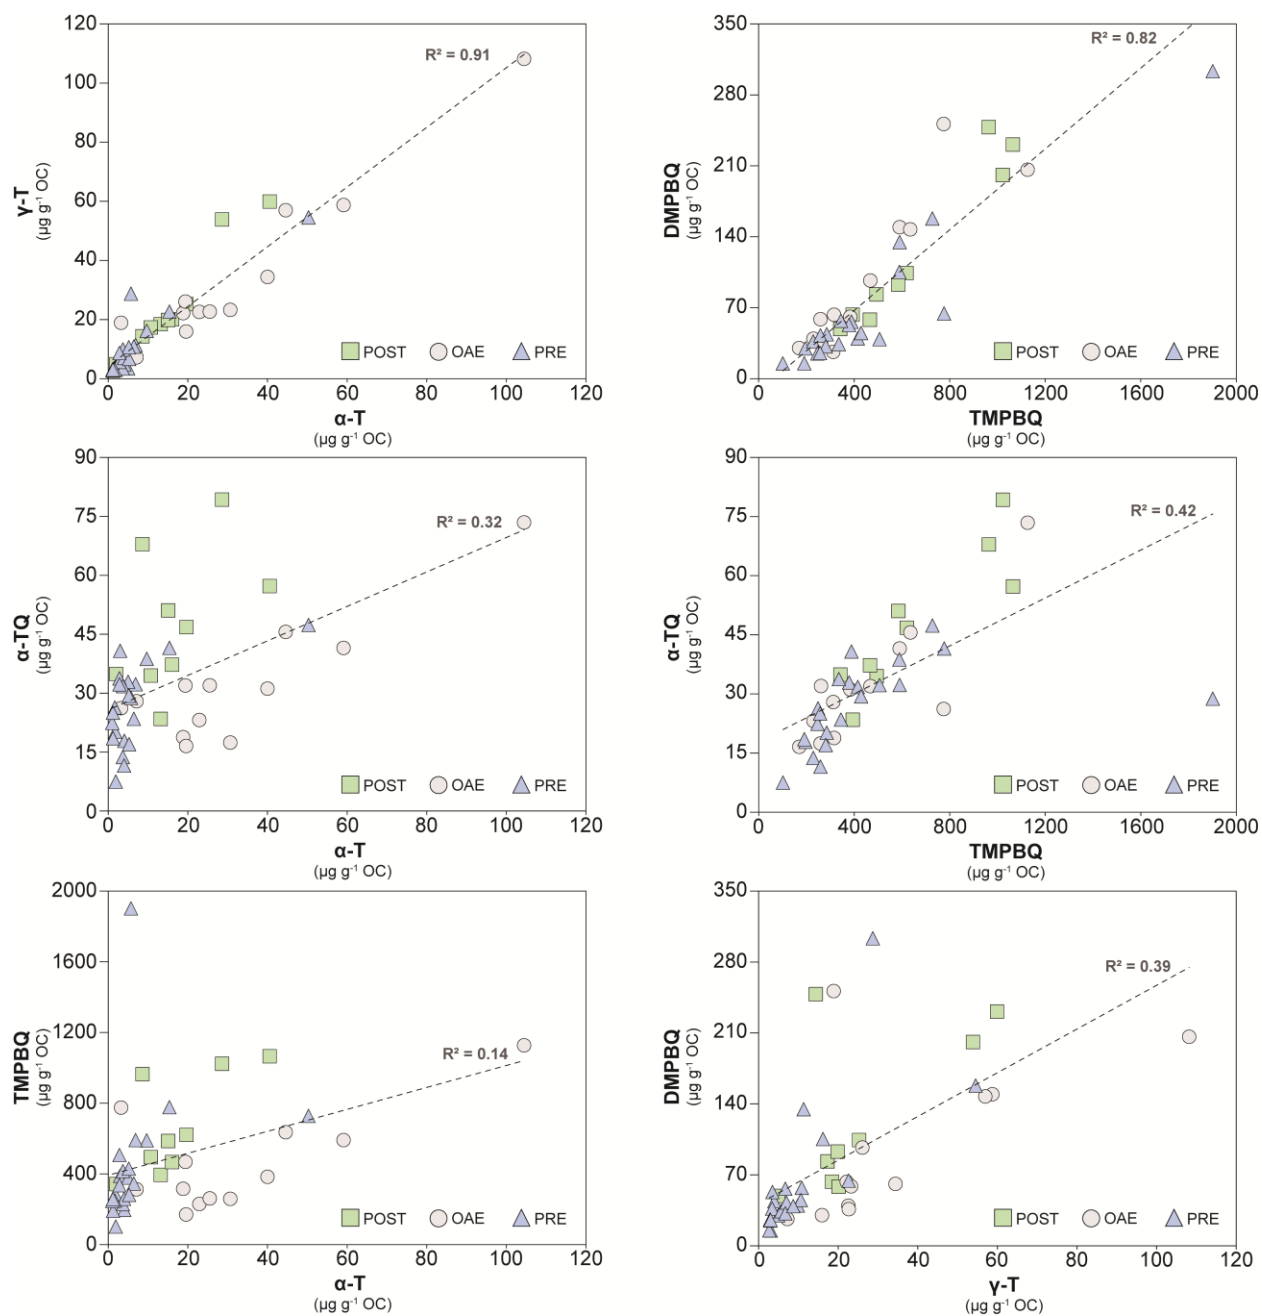 120
100
80
60
40
20
0
γ-T
(µg g⁻¹ OC)
R² = 0.91
POST OAE PRE
0 20 40 60 80 100 120
α-T
(µg g⁻¹ OC)
350
280
210
140
70
0
DMPBQ
(µg g⁻¹ OC)
R² = 0.82
POST OAE PRE
0 400 800 1200 1600 2000
TMPBQ
(µg g⁻¹ OC)
90
75
60
45
30
15
0
α-TQ
(µg g⁻¹ OC)
R² = 0.32
POST OAE PRE
0 20 40 60 80 100 120
α-T
(µg g⁻¹ OC)
90
75
60
45
30
15
0
α-TQ
(µg g⁻¹ OC)
R² = 0.42
POST OAE PRE
0 400 800 1200 1600 2000
TMPBQ
(µg g⁻¹ OC)
2000
1600
1200
800
400
0
TMPBQ
(µg g⁻¹ OC)
R² = 0.14
POST OAE PRE
0 20 40 60 80 100 120
α-T
(µg g⁻¹ OC)
350
280
210
140
70
0
DMPBQ
(µg g⁻¹ OC)
R² = 0.39
POST OAE PRE
0 20 40 60 80 100 120
γ-T
(µg g⁻¹ OC)